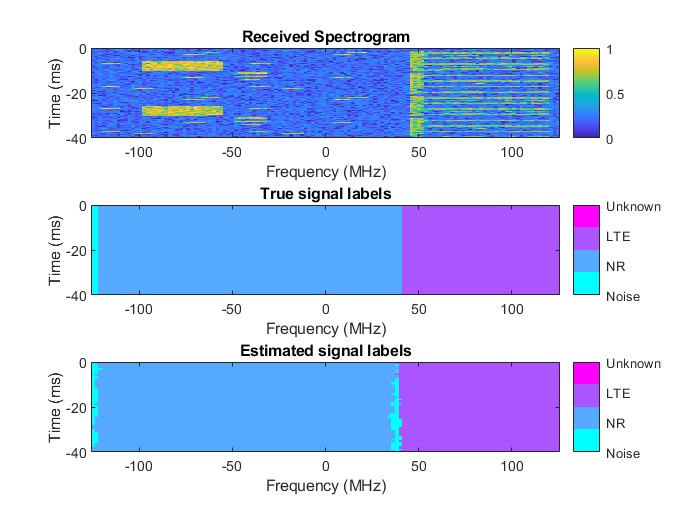 Received Spectrogram
0
-20
-40
Time (ms)
-100
-50
0
50
100
Frequency (MHz)
1
0.5
0
True signal labels
0
-20
-40
Time (ms)
-100
-50
0
50
100
Frequency (MHz)
Unknown
LTE
NR
Noise
Estimated signal labels
0
-20
-40
Time (ms)
-100
-50
0
50
100
Frequency (MHz)
Unknown
LTE
NR
Noise